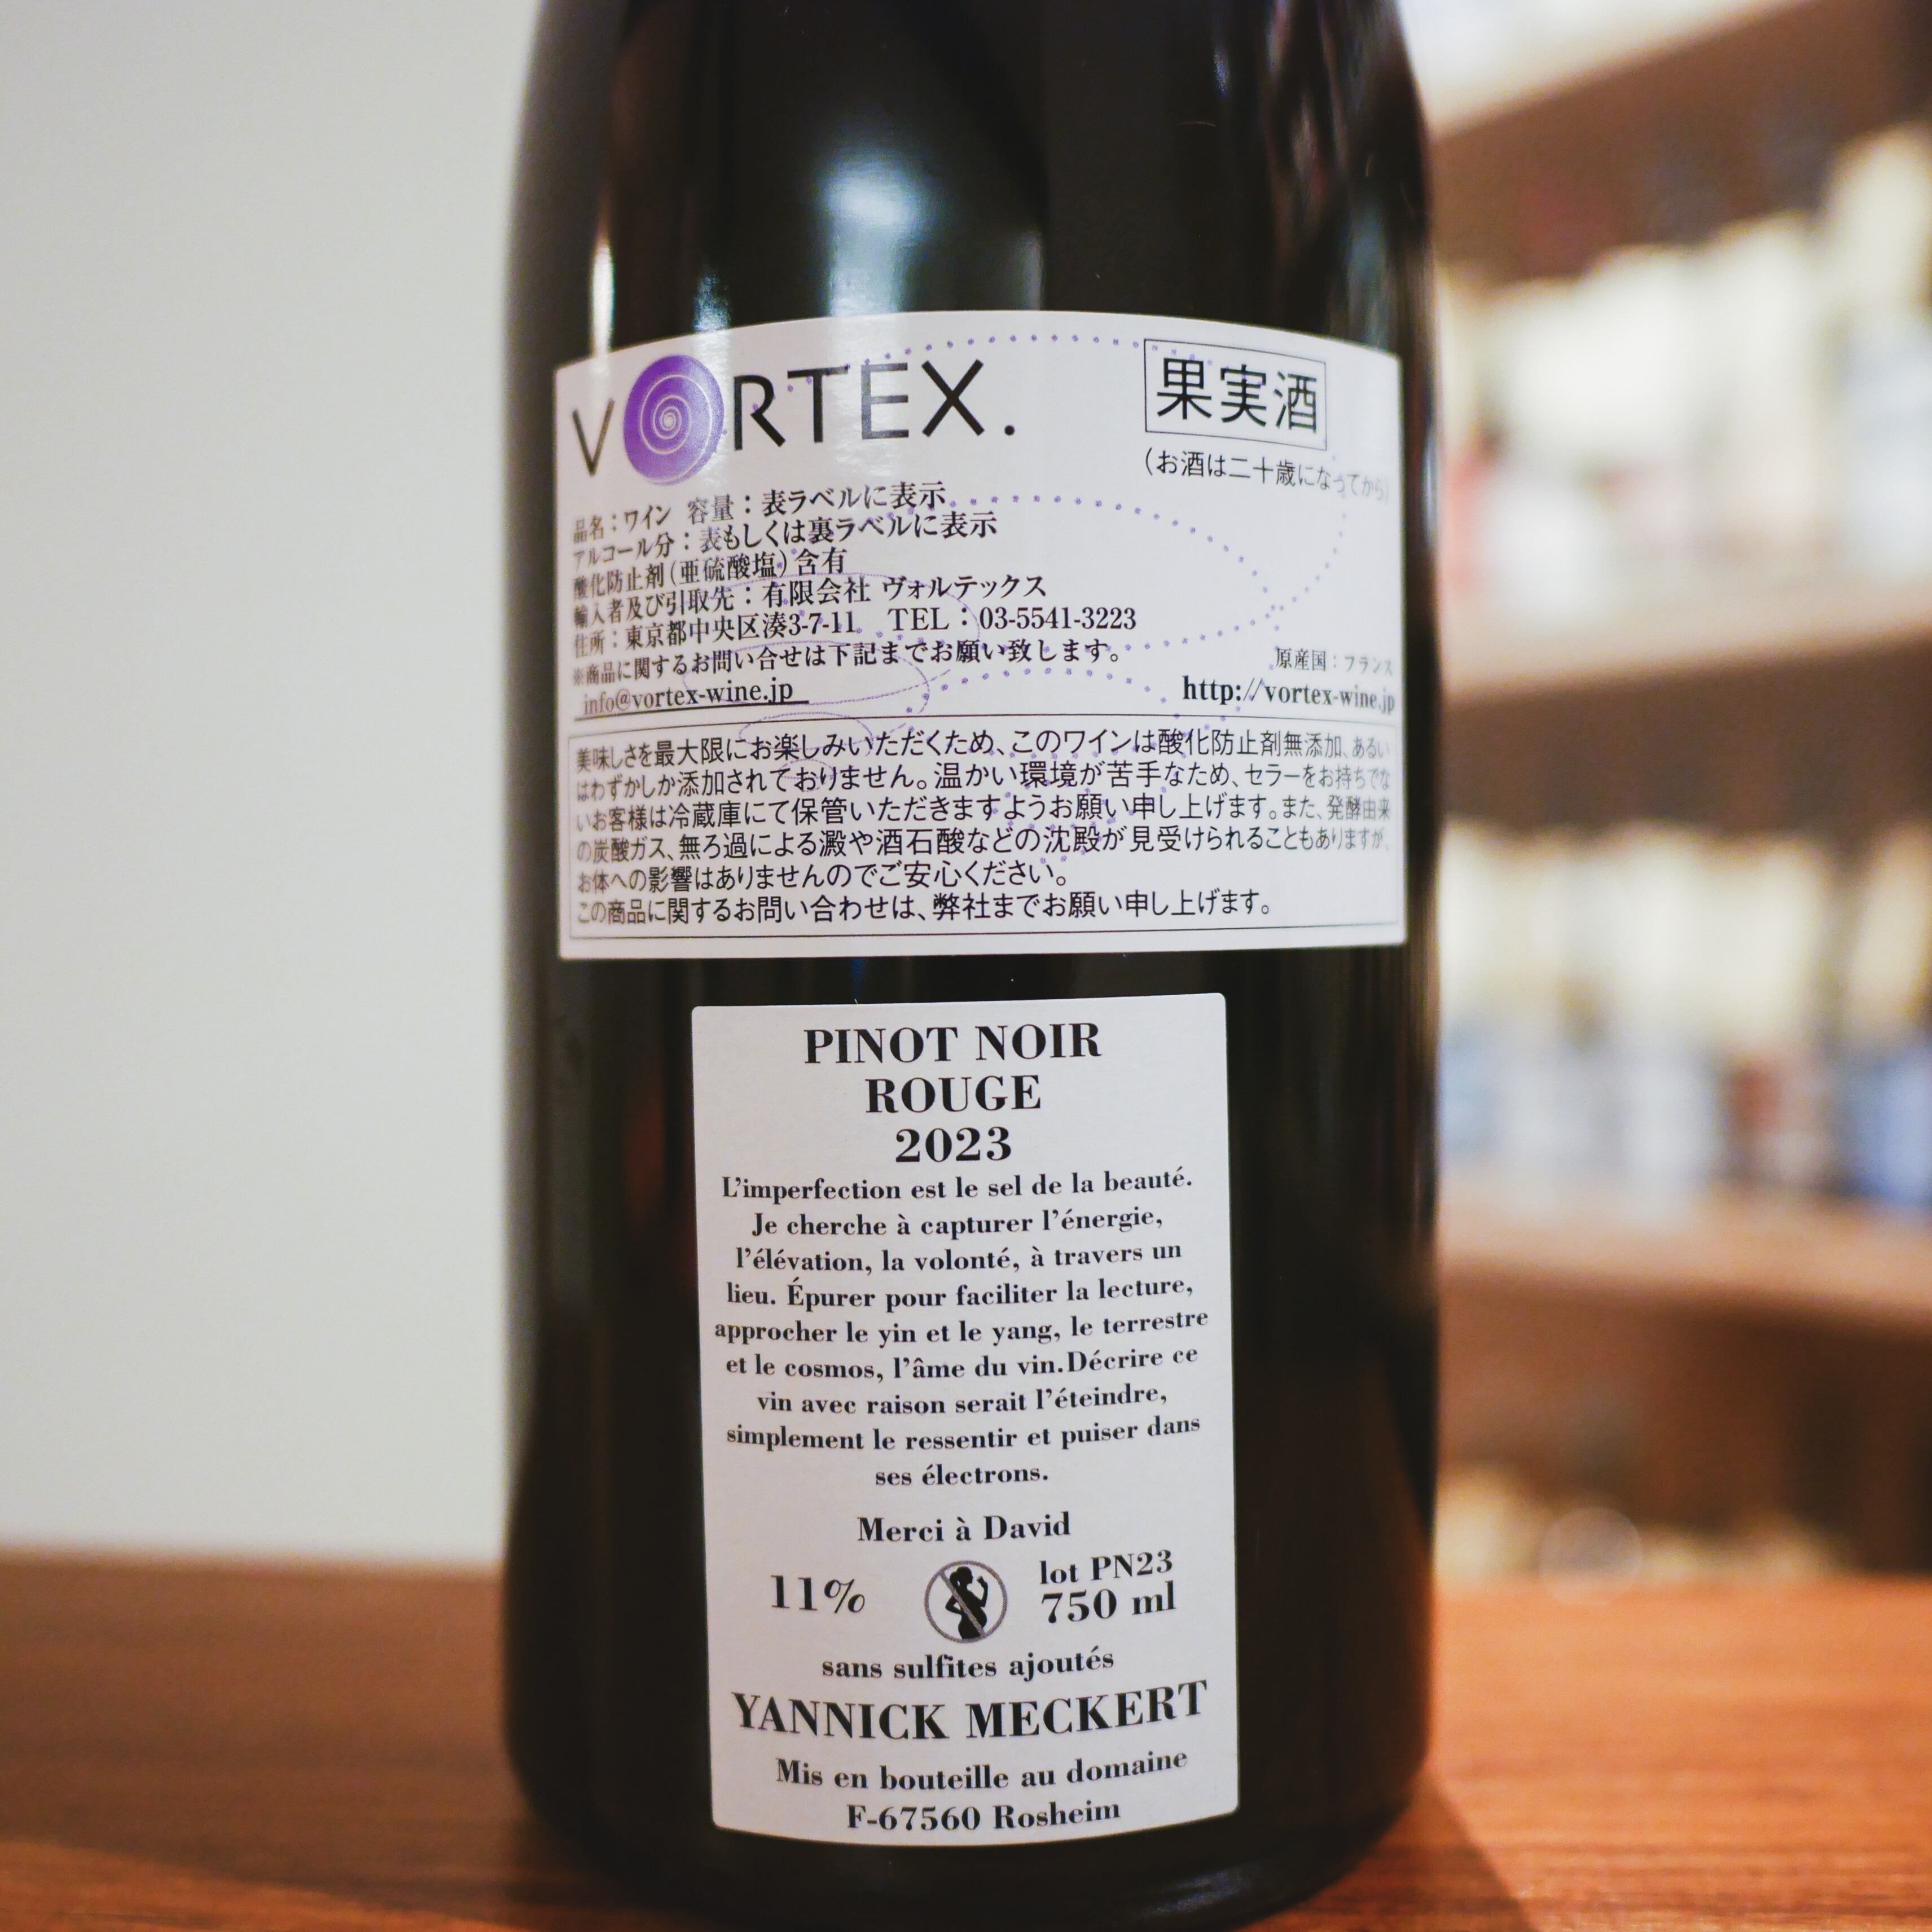 VORTEX.
果実酒
(お酒は二十歳になってから)
品名：ワイン 容量：表ラベルに表示
アルコール分：表もしくは裏ラベルに表示
酸化防止剤(亜硫酸塩)含有
輸入者及び引取先：有限会社 ヴォルテックス
住所：東京都中央区湊3-7-11 TEL：03-5541-3223
※商品に関するお問い合せは下記までお願い致します。
原産国：フランス
info@vortex-wine.jp
http://vortex-wine.jp
美味しさを最大限にお楽しみいただくため、このワインは酸化防止剤無添加、あるい
はわずかしか添加されておりません。温かい環境が苦手なため、セラーをお持ちでな
いお客様は冷蔵庫にて保管いただきますようお願い申し上げます。また、発酵由来
の炭酸ガス、無ろ過による澱や酒石酸などの沈殿が見受けられることもありますが、
お体への影響はありませんのでご安心ください。
この商品に関するお問い合わせは、弊社までお願い申し上げます。
PINOT NOIR
ROUGE
2023
L'imperfection est le sel de la beauté.
Je cherche à capturer l'énergie,
l'élévation, la volonté, à travers un
lieu. Épurer pour faciliter la lecture,
approcher le yin et le yang, le terrestre
et le cosmos, l'âme du vin.Décrire ce
vin avec raison serait l'éteindre,
simplement le ressentir et puiser dans
ses électrons.
Merci à David
11%
lot PN23
750 ml
sans sulfites ajoutés
YANNICK MECKERT
Mis en bouteille au domaine
F-67560 Rosheim